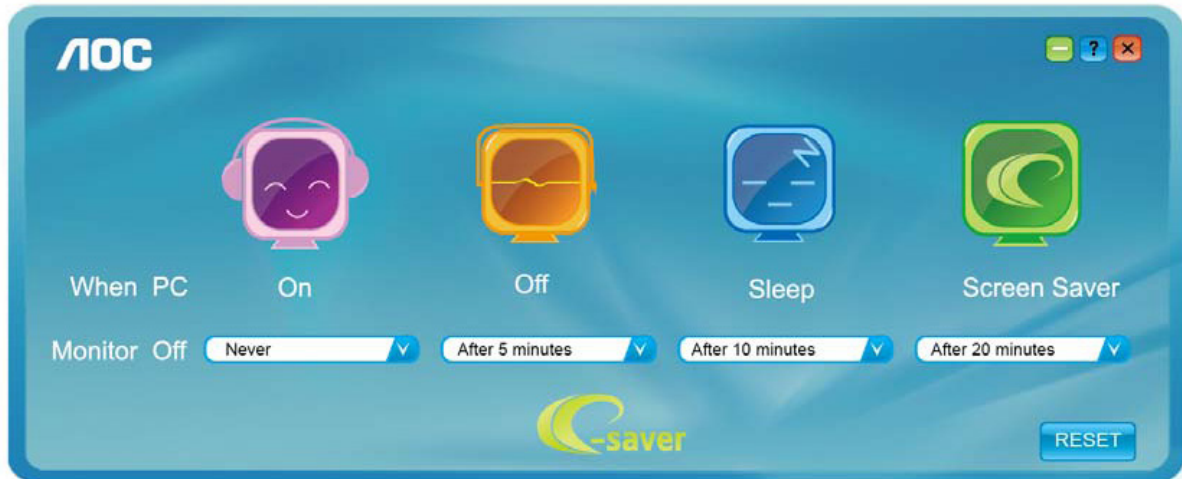 AOC
?
When PC On Off Sleep Screen Saver
Monitor Off Never After 5 minutes After 10 minutes After 20 minutes
e-saver
RESET